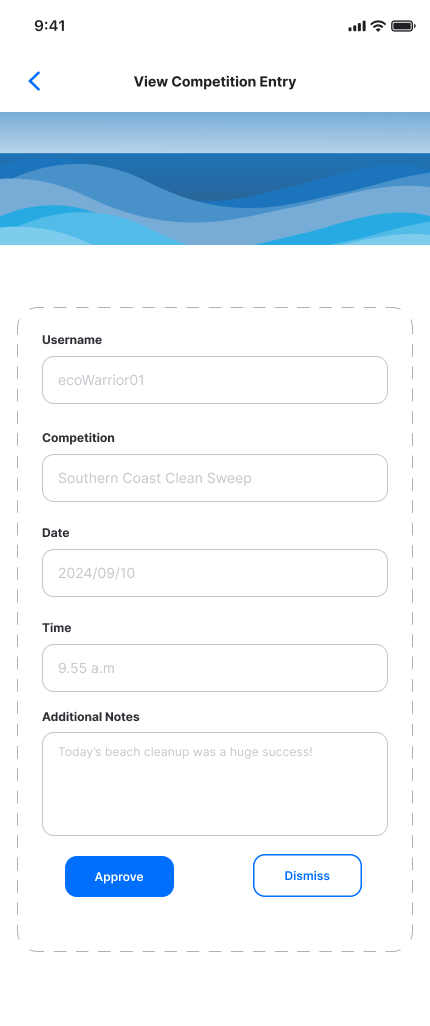 9:41
View Competition Entry
Username
ecoWarrior01
Competition
Southern Coast Clean Sweep
Date
2024/09/10
Time
9.55 a.m
Additional Notes
Today's beach cleanup was a huge success!
Approve
Dismiss